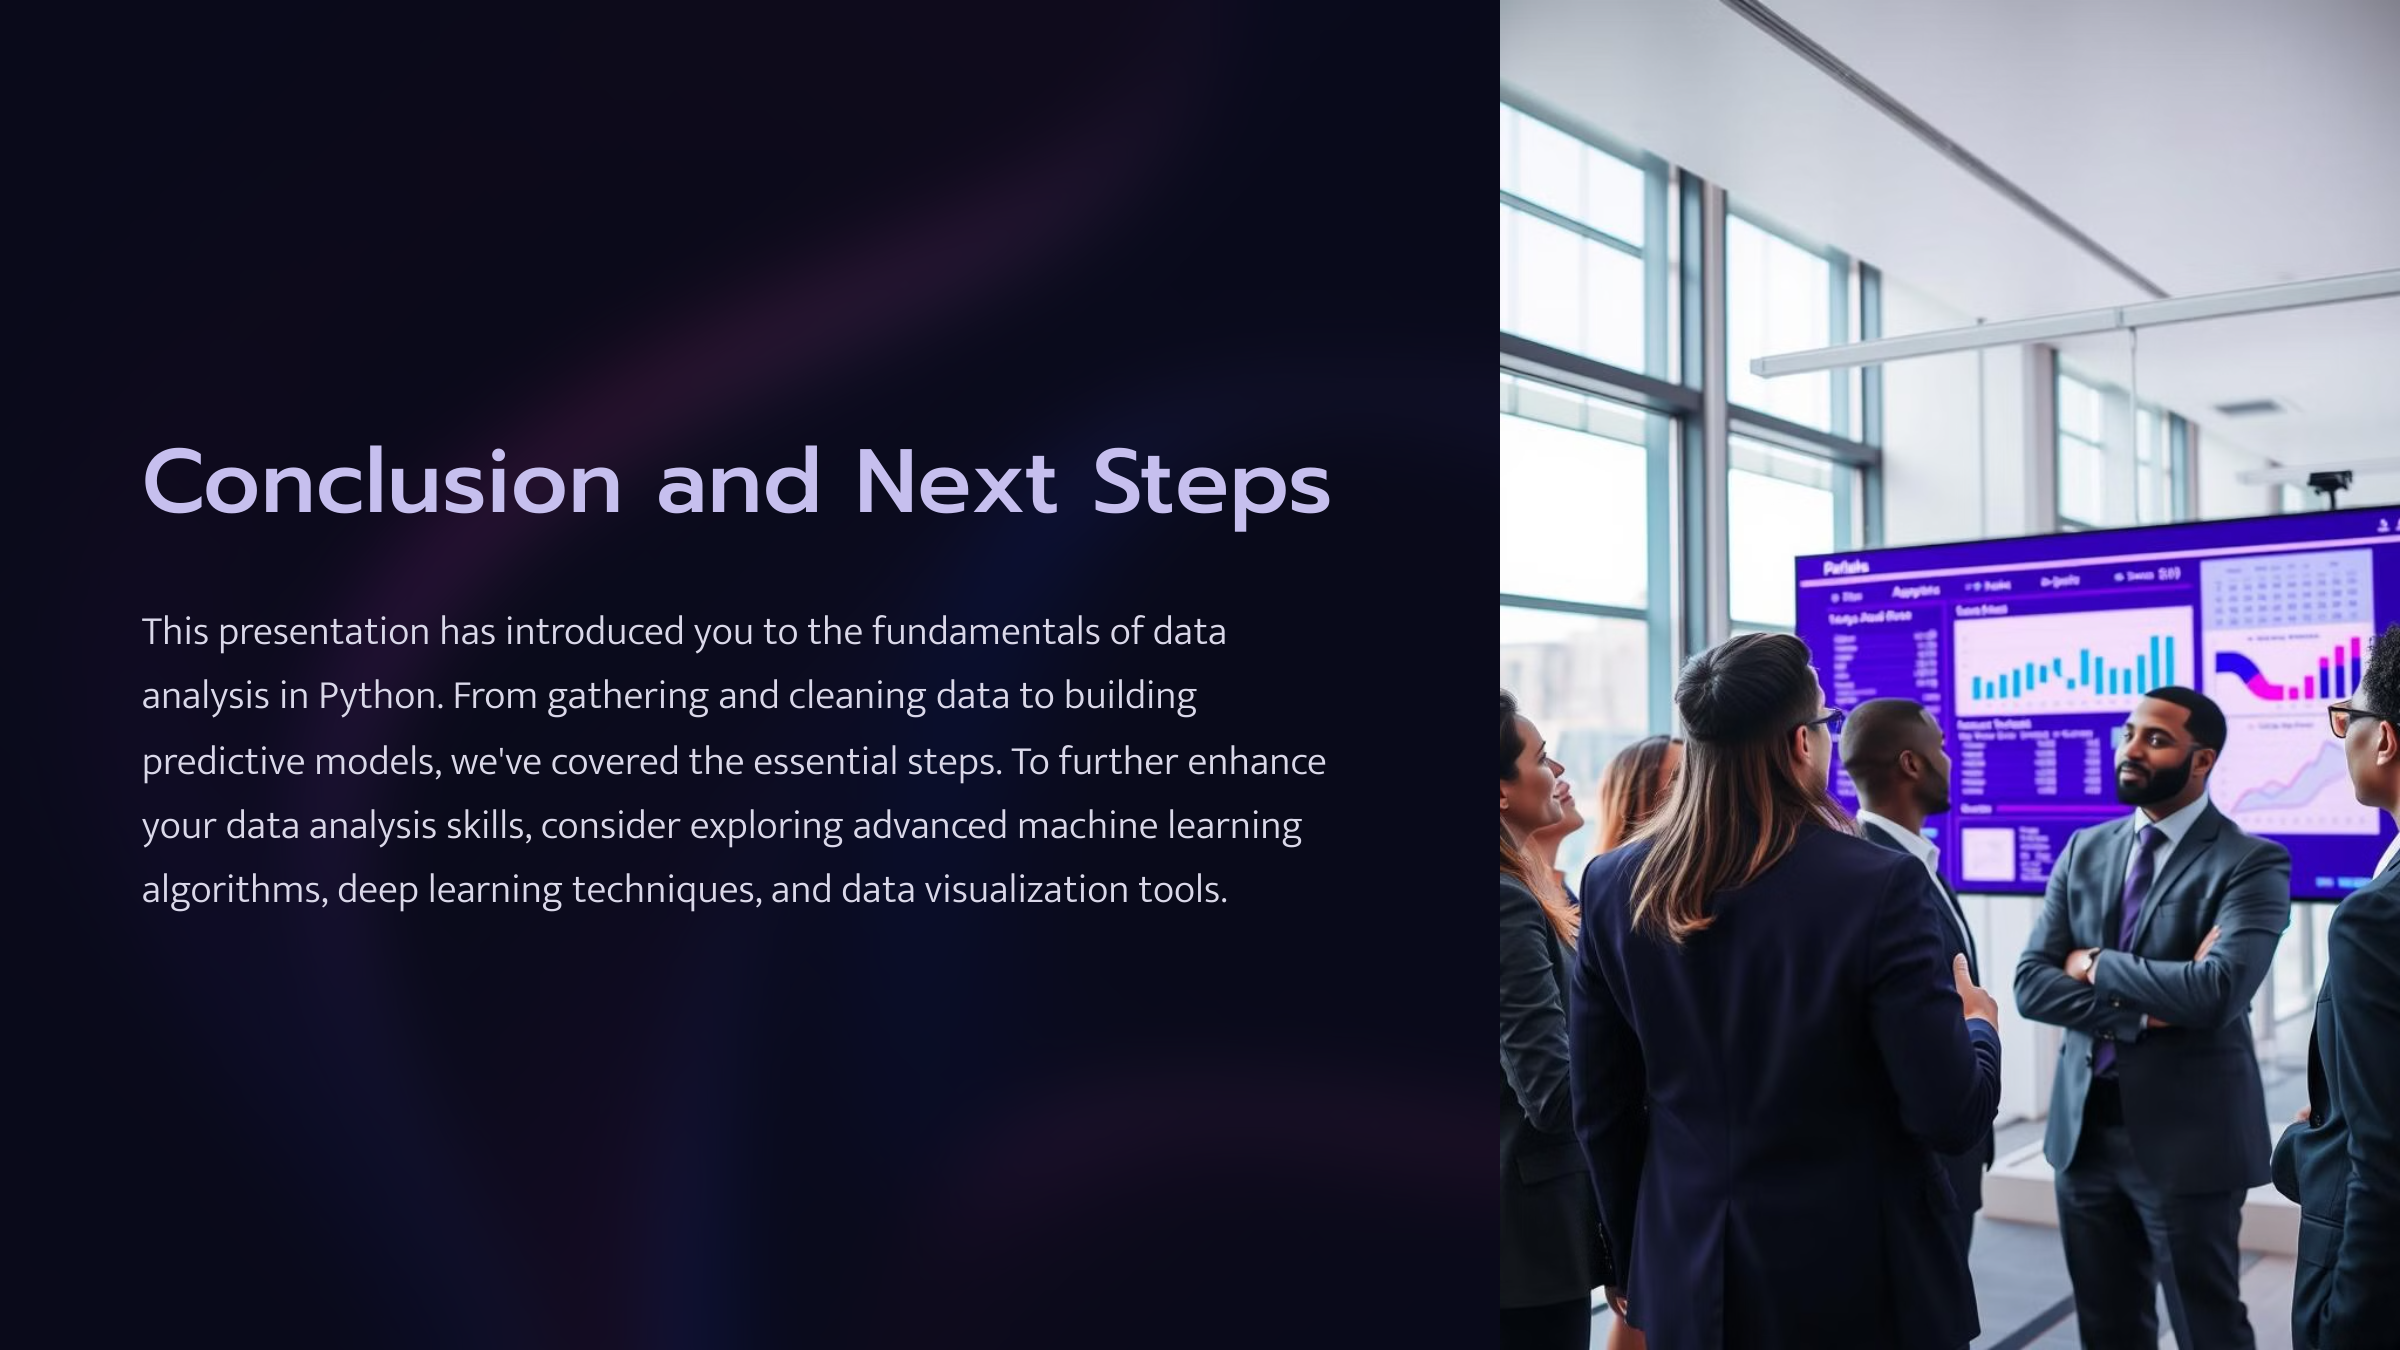 Conclusion and Next Steps
This presentation has introduced you to the fundamentals of data
analysis in Python. From gathering and cleaning data to building
predictive models, we've covered the essential steps. To further enhance
your data analysis skills, consider exploring advanced machine learning
algorithms, deep learning techniques, and data visualization tools.